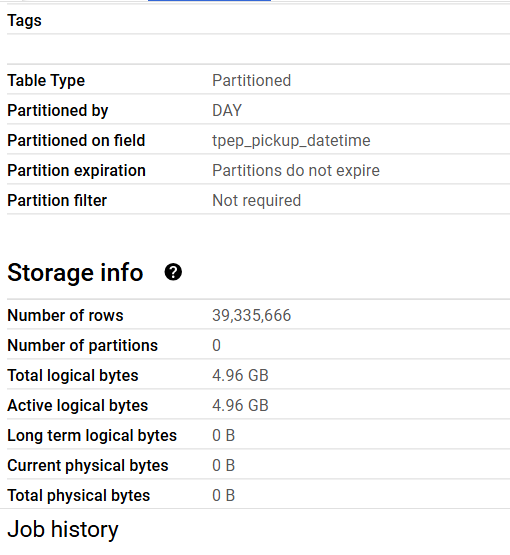 Tags
Table Type Partitioned
Partitioned by DAY
Partitioned on field tpep_pickup_datetime
Partition expiration Partitions do not expire
Partition filter Not required
Storage info ?
Number of rows 39,335,666
Number of partitions 0
Total logical bytes 4.96 GB
Active logical bytes 4.96 GB
Long term logical bytes 0 B
Current physical bytes 0 B
Total physical bytes 0 B
Job history